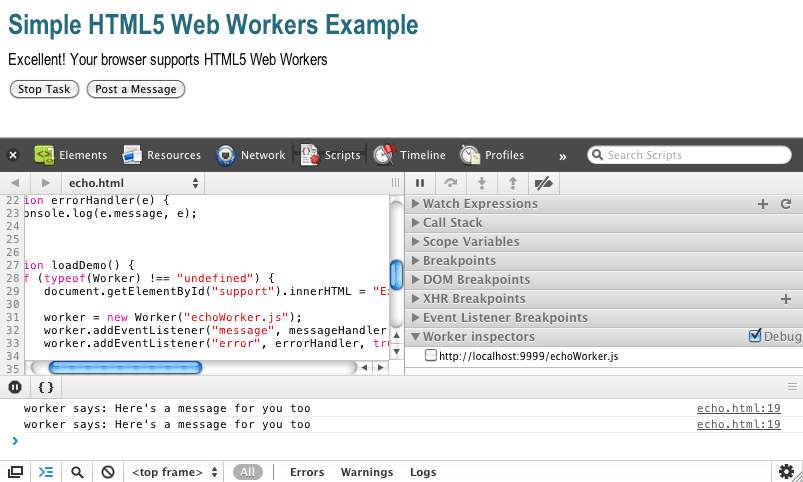 Simple HTML5 Web Workers Example
Excellent! Your browser supports HTML5 Web Workers
Stop Task Post a Message
Elements Resources Network Scripts Timeline Profiles » Search Scripts
echo.html
22 ion errorHandler(e) {
23 onsole.log(e.message, e);
24
25
26
27 ion loadDemo() {
28 f (typeof(Worker) !== "undefined") {
29 document.getElementById("support").innerHTML = "Ex
30
31 worker = new Worker("echoWorker.js");
32 worker.addEventListener("message", messageHandler
33 worker.addEventListener("error", errorHandler, tru
34
35
Watch Expressions
Call Stack
Scope Variables
Breakpoints
DOM Breakpoints
XHR Breakpoints
Event Listener Breakpoints
Worker inspectors Debug
http://localhost:9999/echoWorker.js
{ }
worker says: Here's a message for you too echo.html:19
worker says: Here's a message for you too echo.html:19
>
<top frame> All Errors Warnings Logs